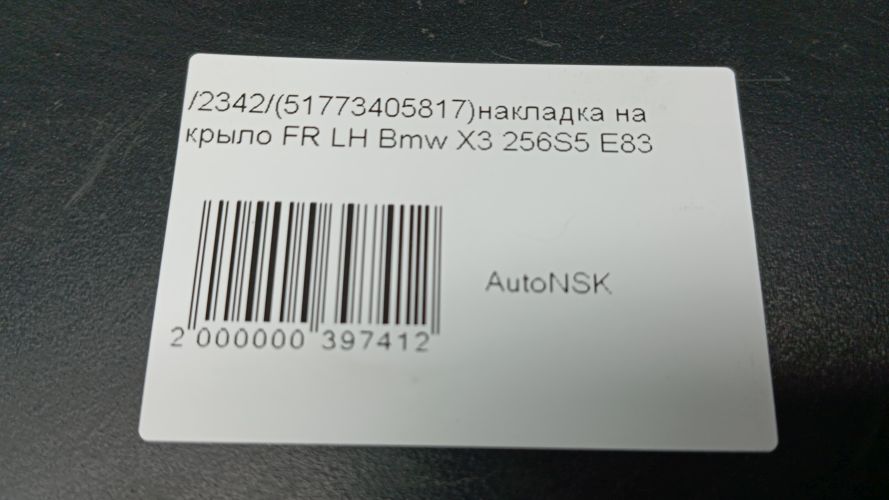 /2342/(51773405817)накладка на
крыло FR LH Bmw X3 256S5 E83
AutoNSK
2 000000 397412